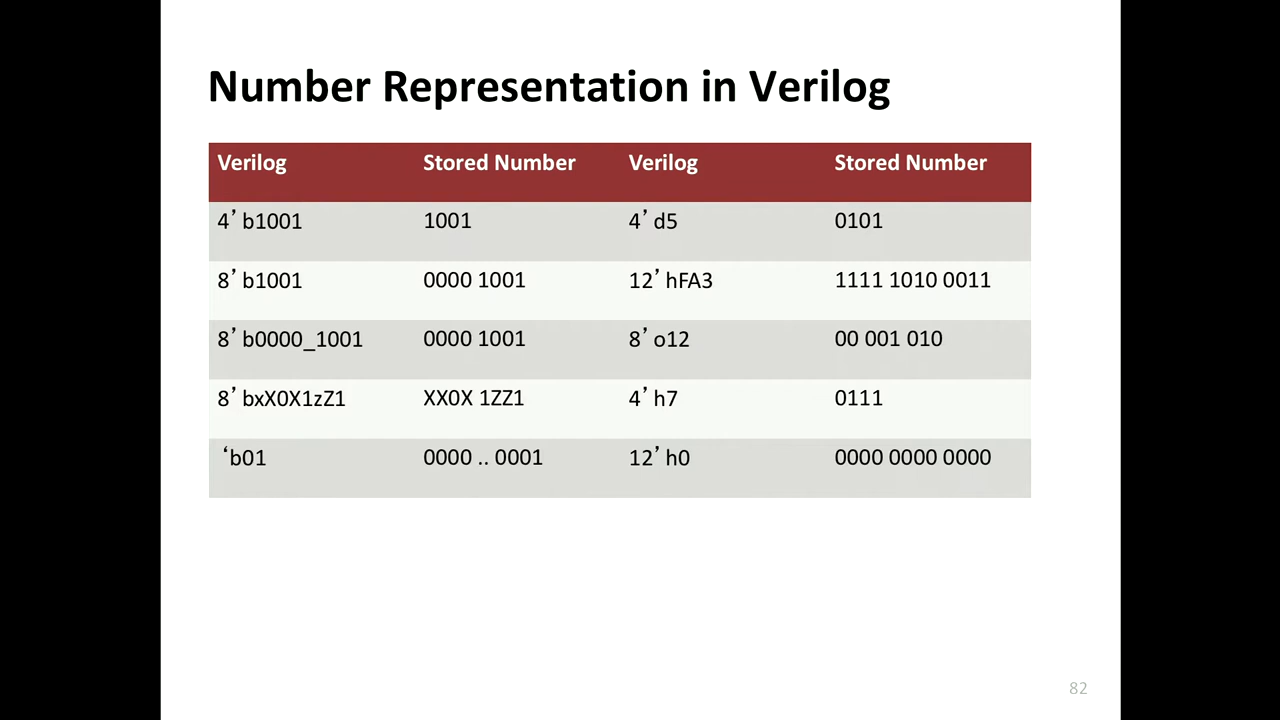 Number Representation in Verilog
Verilog Stored Number Verilog Stored Number
4’b1001 1001 4’d5 0101
8’b1001 0000 1001 12’hFA3 1111 1010 0011
8’b0000_1001 0000 1001 8’o12 00 001 010
8’bxX0X1zZ1 XX0X 1ZZ1 4’h7 0111
‘b01 0000 .. 0001 12’h0 0000 0000 0000
82